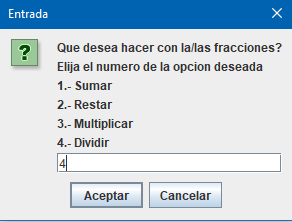 Entrada
Que desea hacer con la/las fracciones?
Elija el numero de la opcion deseada
1.- Sumar
2.- Restar
3.- Multiplicar
4.- Dividir
4
Aceptar Cancelar